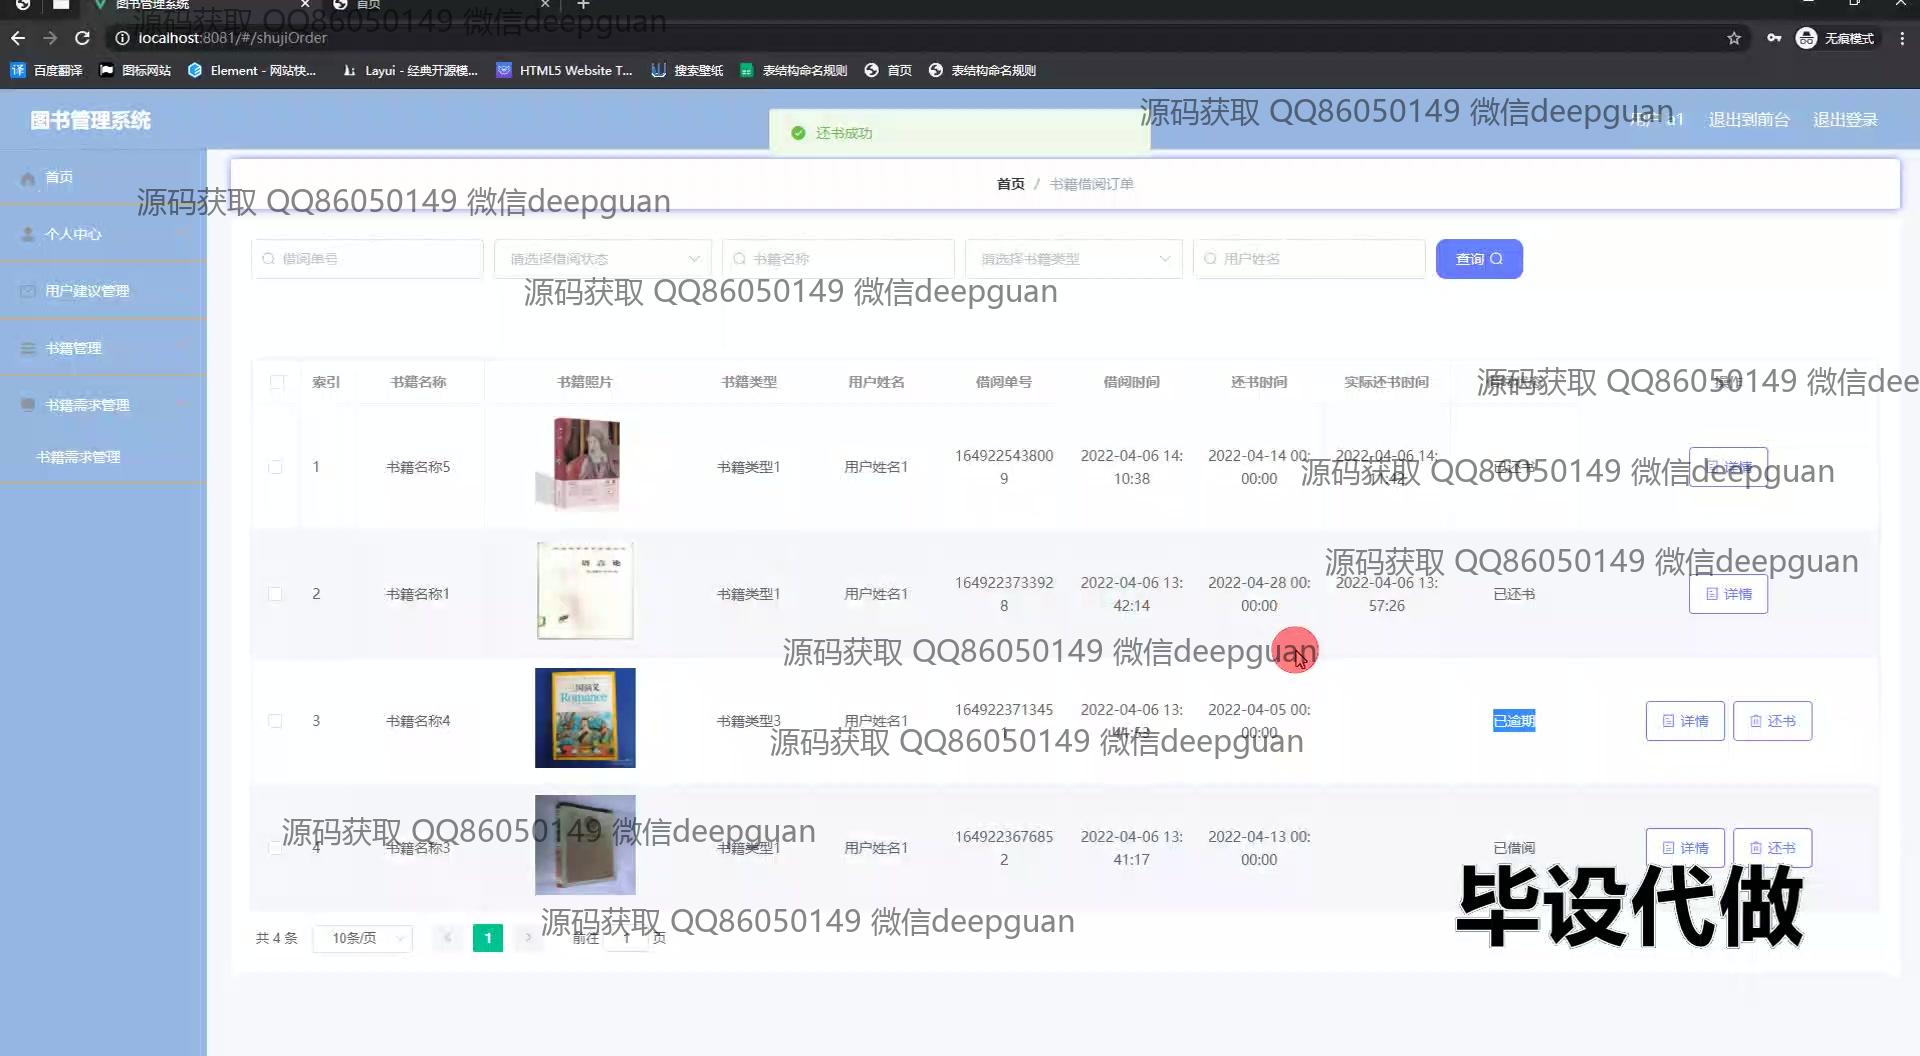 图书管理系统
首页
localhost:8081/#/shujiOrder
无痕模式
百度翻译
图标网站
Element - 网站快...
Layui - 经典开源模...
HTML5 Website T...
搜索壁纸
表结构命名规则
首页
表结构命名规则
源码获取 QQ86050149 微信deepguan
图书管理系统
还书成功
源码获取 QQ86050149 微信deepguan
用户 a1
退出到前台
退出登录
首页
个人中心
用户建议管理
书籍管理
书籍需求管理
书籍需求管理
首页 / 书籍借阅订单
源码获取 QQ86050149 微信deepguan
借阅单号
请选择借阅状态
书籍名称
请选择书籍类型
用户姓名
查询
源码获取 QQ86050149 微信deepguan
索引 书籍名称 书籍照片 书籍类型 用户姓名 借阅单号 借阅时间 还书时间 实际还书时间 操作
源码获取 QQ86050149 微信dee
1 书籍名称5 书籍类型1 用户姓名1 164922543800 2022-04-06 14: 2022-04-14 00: 2022-04-06 14: 已还书 详情
9 10:38 00:00 :42
源码获取 QQ86050149 微信deepguan
源码获取 QQ86050149 微信deepguan
语言论
2 书籍名称1 书籍类型1 用户姓名1 164922373392 2022-04-06 13: 2022-04-28 00: 2022-04-06 13: 已还书 详情
8 42:14 00:00 57:26
源码获取 QQ86050149 微信deepguan
三国演义
Romance
3 书籍名称4 书籍类型3 用户姓名1 164922371345 2022-04-06 13: 2022-04-05 00: 已逾期 详情 还书
1 41:53 00:00
源码获取 QQ86050149 微信deepguan
源码获取 QQ86050149 微信deepguan
4 书籍名称3 书籍类型1 用户姓名1 164922367685 2022-04-06 13: 2022-04-13 00: 已借阅 详情 还书
2 41:17 00:00
毕设代做
源码获取 QQ86050149 微信deepguan
共 4 条 10条/页 1 前往 1 页